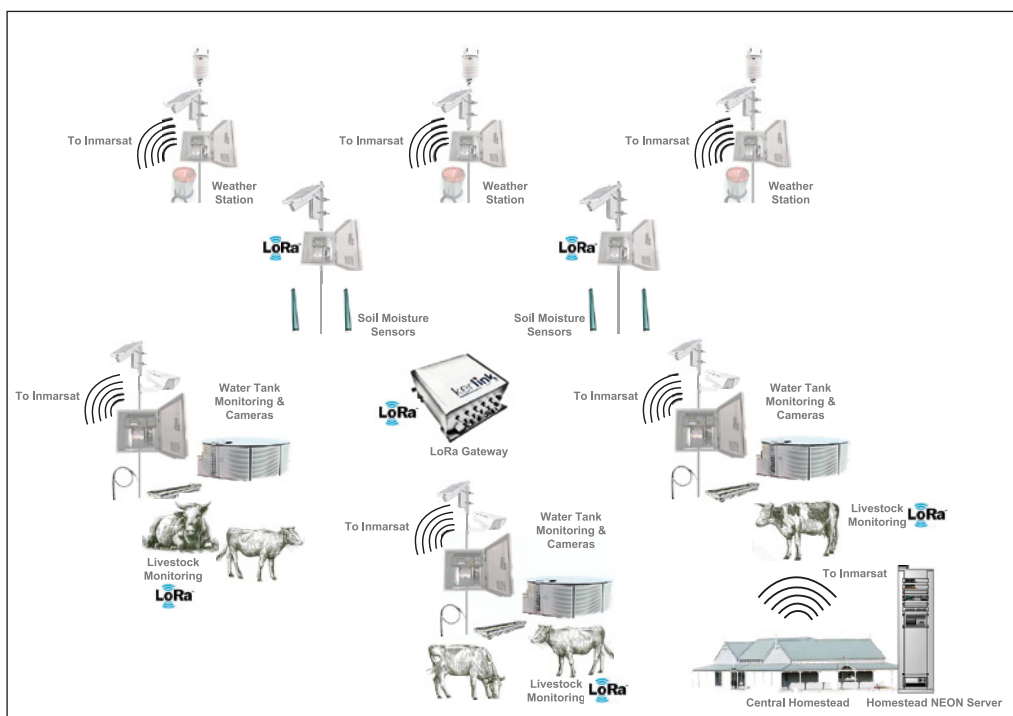 To Inmarsat
Weather
Station
To Inmarsat
Weather
Station
To Inmarsat
Weather
Station
LoRa
Soil Moisture
Sensors
LoRa
Soil Moisture
Sensors
To Inmarsat
Water Tank
Monitoring &
Cameras
LoRa
kerlink
LoRa Gateway
To Inmarsat
Water Tank
Monitoring &
Cameras
Livestock
Monitoring
LoRa
To Inmarsat
Water Tank
Monitoring &
Cameras
Livestock
Monitoring
LoRa
Livestock
Monitoring
LoRa
To Inmarsat
Central Homestead
Homestead NEON Server